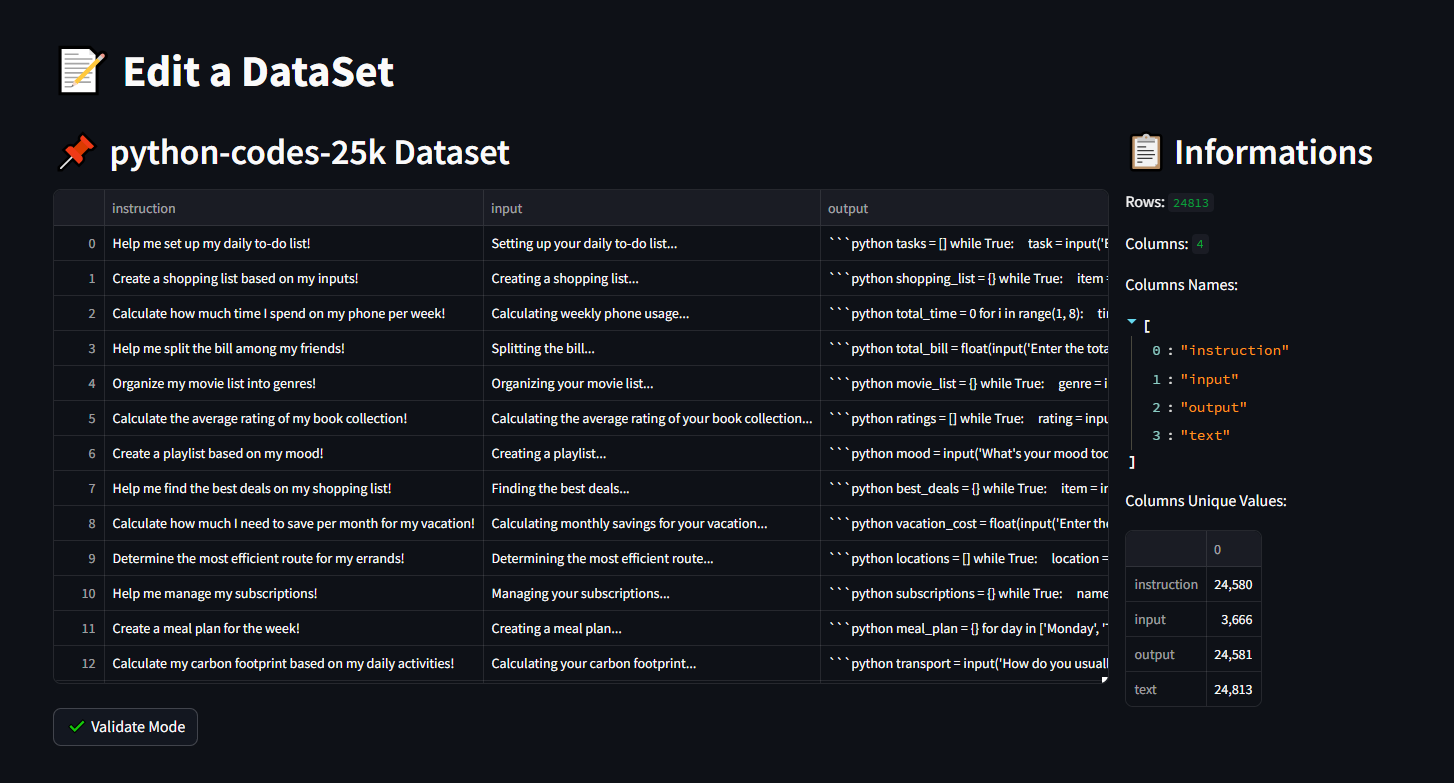 Edit a DataSet
python-codes-25k Dataset
instruction input output
0 Help me set up my daily to-do list! Setting up your daily to-do list... ```python tasks = [] while True: task = input('E
1 Create a shopping list based on my inputs! Creating a shopping list... ```python shopping_list = {} while True: item =
2 Calculate how much time I spend on my phone per week! Calculating weekly phone usage... ```python total_time = 0 for i in range(1, 8): tir
3 Help me split the bill among my friends! Splitting the bill... ```python total_bill = float(input('Enter the tota
4 Organize my movie list into genres! Organizing your movie list... ```python movie_list = {} while True: genre = i
5 Calculate the average rating of my book collection! Calculating the average rating of your book collection... ```python ratings = [] while True: rating = inpu
6 Create a playlist based on my mood! Creating a playlist... ```python mood = input('What's your mood too
7 Help me find the best deals on my shopping list! Finding the best deals... ```python best_deals = {} while True: item = in
8 Calculate how much I need to save per month for my vacation! Calculating monthly savings for your vacation... ```python vacation_cost = float(input('Enter the
9 Determine the most efficient route for my errands! Determining the most efficient route... ```python locations = [] while True: location =
10 Help me manage my subscriptions! Managing your subscriptions... ```python subscriptions = {} while True: name
11 Create a meal plan for the week! Creating a meal plan... ```python meal_plan = {} for day in ['Monday', 'T
12 Calculate my carbon footprint based on my daily activities! Calculating your carbon footprint... ```python transport = input('How do you usuall
Validate Mode
Informations
Rows: 24813
Columns: 4
Columns Names:
[
0 : "instruction"
1 : "input"
2 : "output"
3 : "text"
]
Columns Unique Values:
0
instruction 24,580
input 3,666
output 24,581
text 24,813